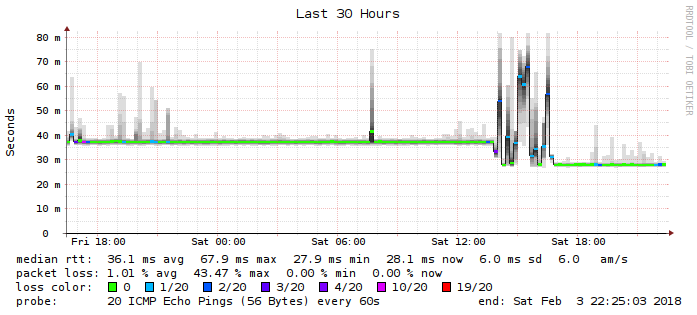 Last 30 Hours
RRDTOOL / TOBI OETIKER
Seconds
80 m
70 m
60 m
50 m
40 m
30 m
20 m
10 m
0
Fri 18:00 Sat 00:00 Sat 06:00 Sat 12:00 Sat 18:00
median rtt: 36.1 ms avg 67.9 ms max 27.9 ms min 28.1 ms now 6.0 ms sd 6.0 am/s
packet loss: 1.01 % avg 43.47 % max 0.00 % min 0.00 % now
loss color: 0 1/20 2/20 3/20 4/20 10/20 19/20
probe: 20 ICMP Echo Pings (56 Bytes) every 60s end: Sat Feb 3 22:25:03 2018